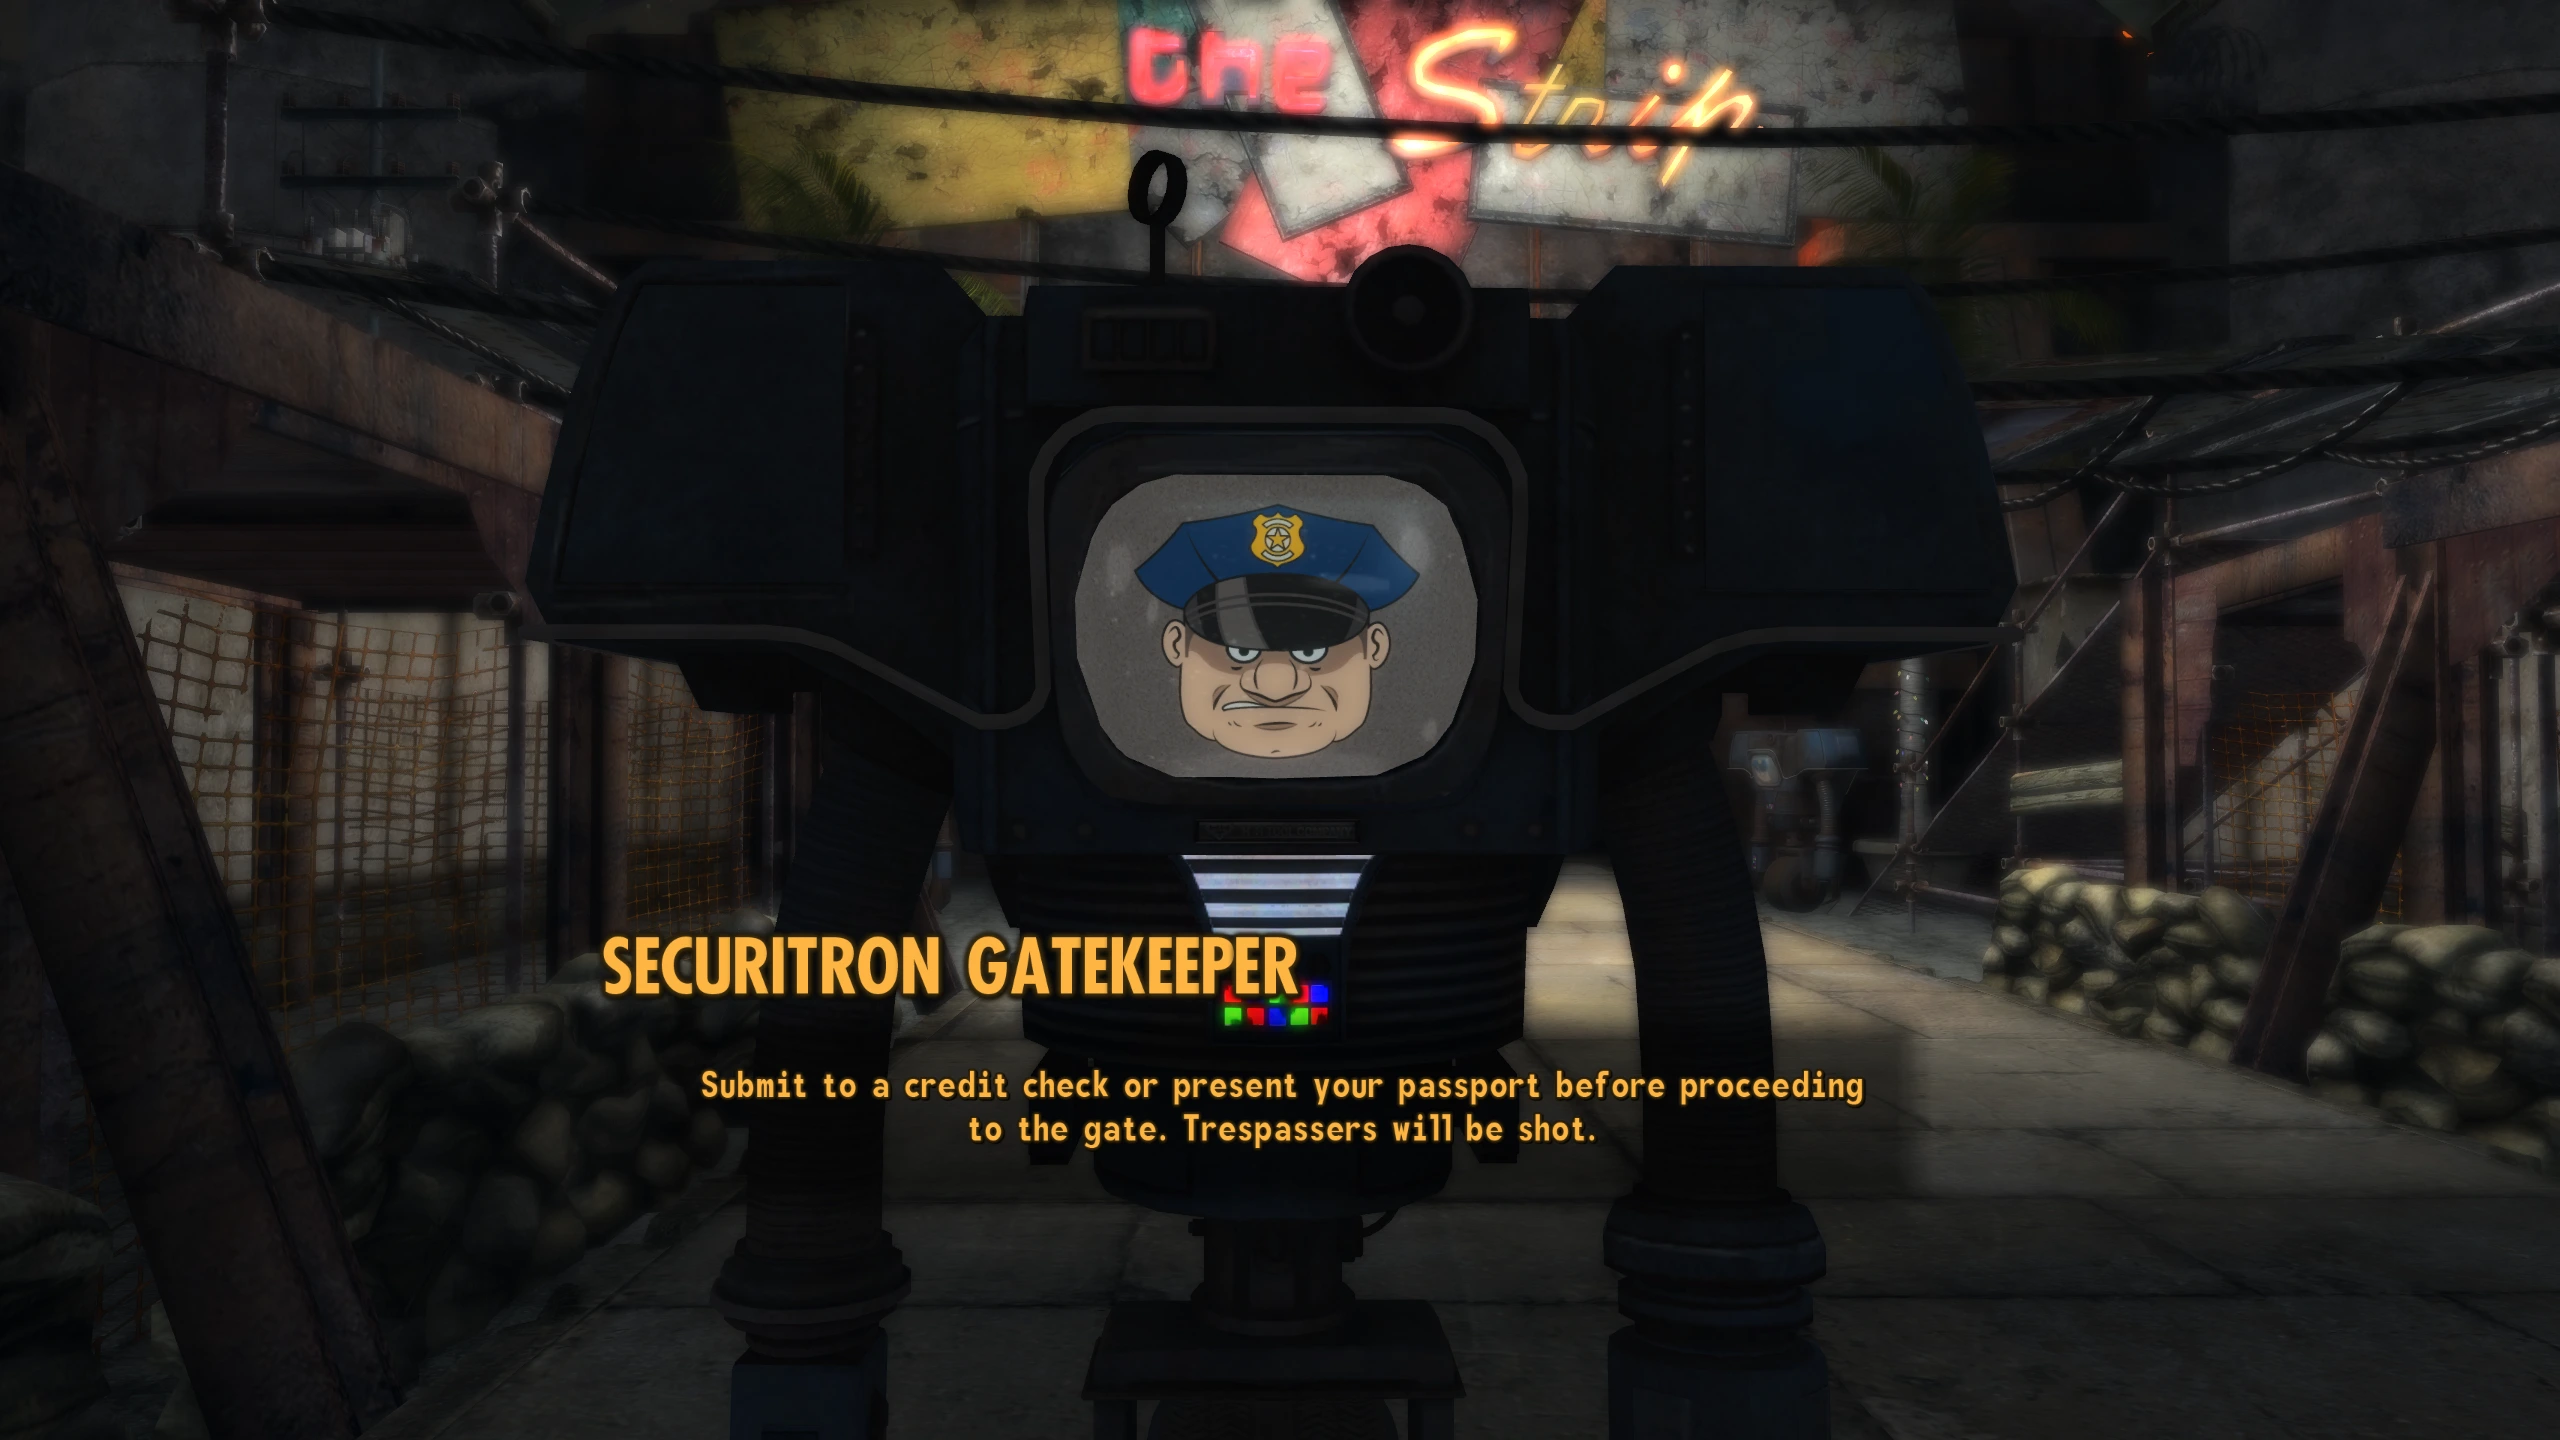 the Strip
SECURITRON GATEKEEPER
Submit to a credit check or present your passport before proceeding
to the gate. Trespassers will be shot.